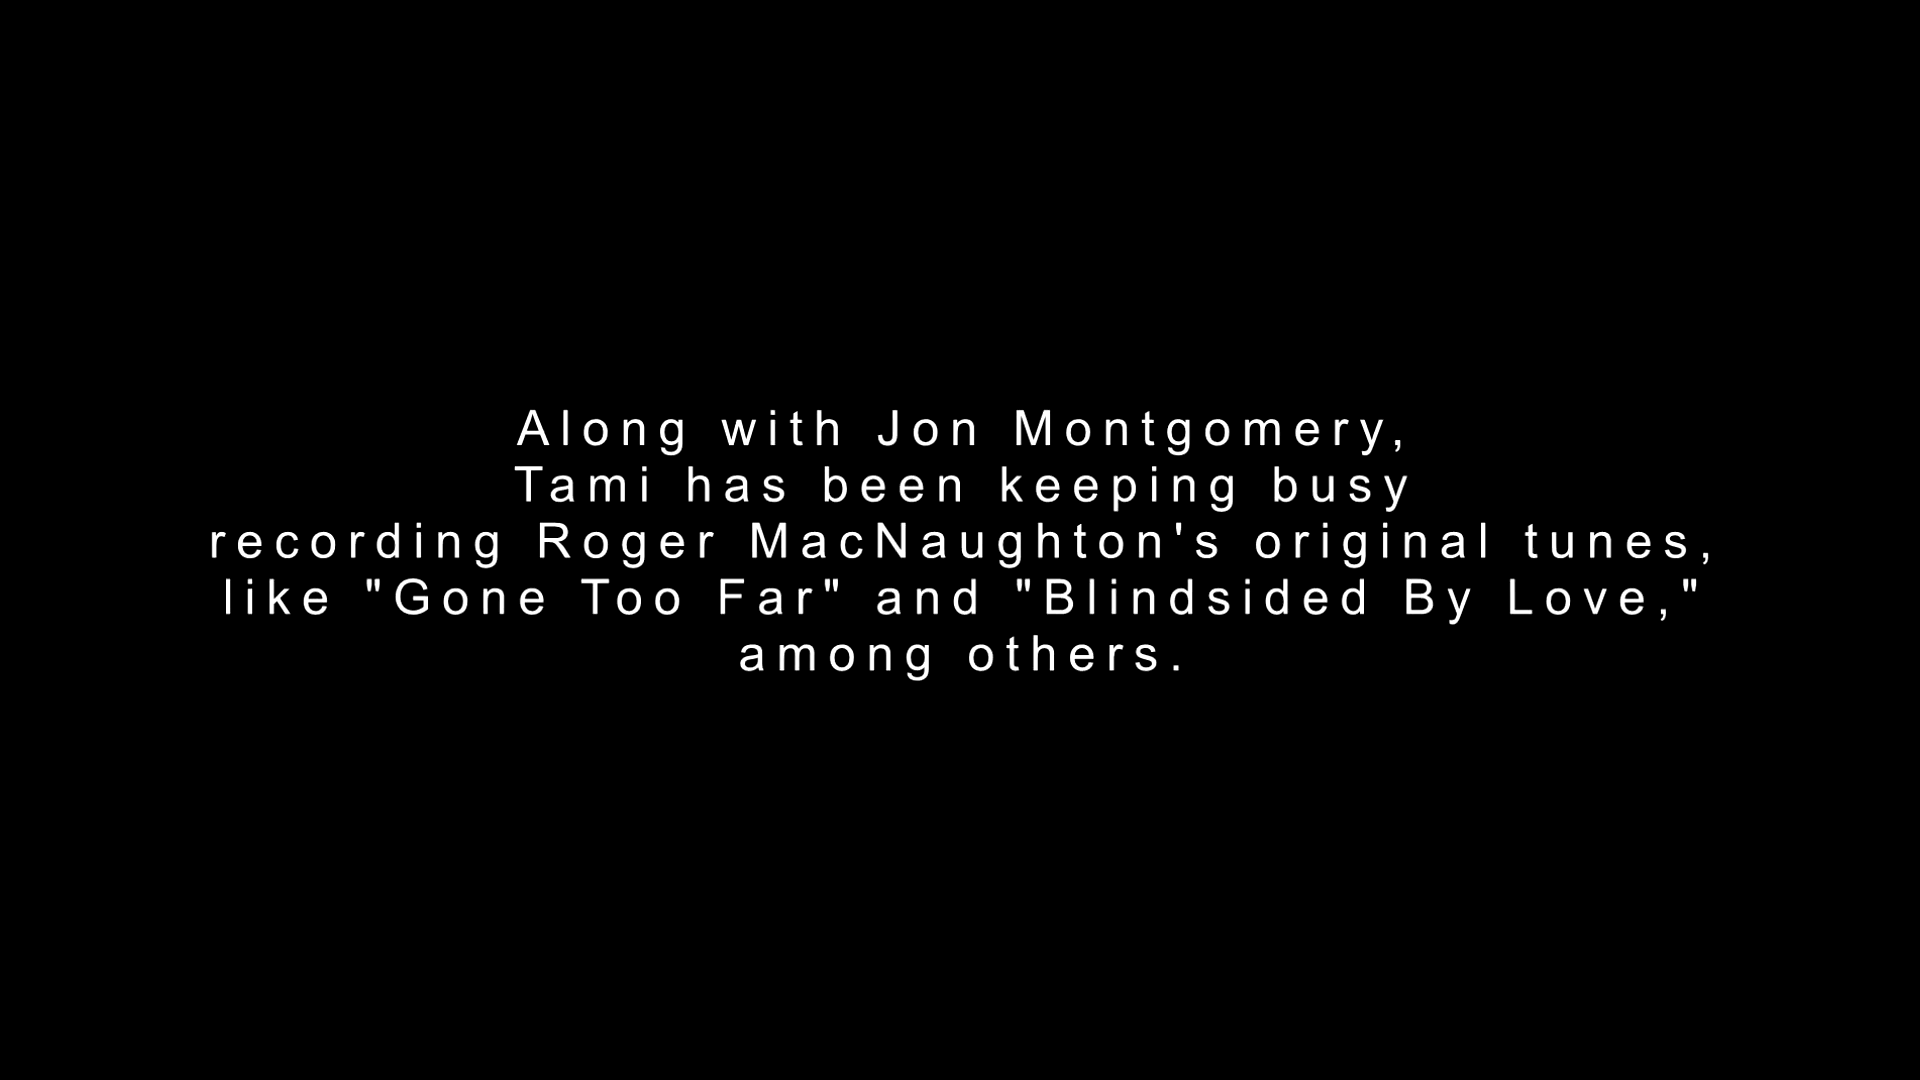 Along with Jon Montgomery,
Tami has been keeping busy
recording Roger MacNaughton's original tunes,
like "Gone Too Far" and "Blindsided By Love,"
among others.